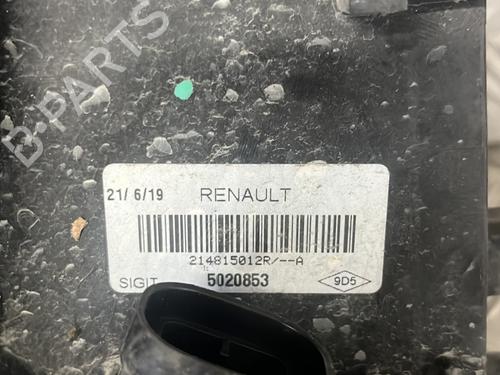 B-PARTS
21/ 6/19 RENAULT
214815012R/--A
SIGIT 5020853 9D5